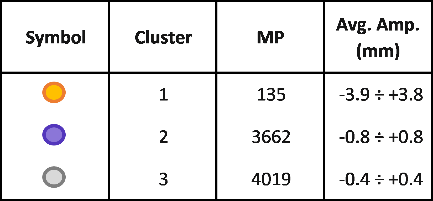 Symbol Cluster MP Avg. Amp. (mm)
1 135 -3.9 ÷ +3.8
2 3662 -0.8 ÷ +0.8
3 4019 -0.4 ÷ +0.4